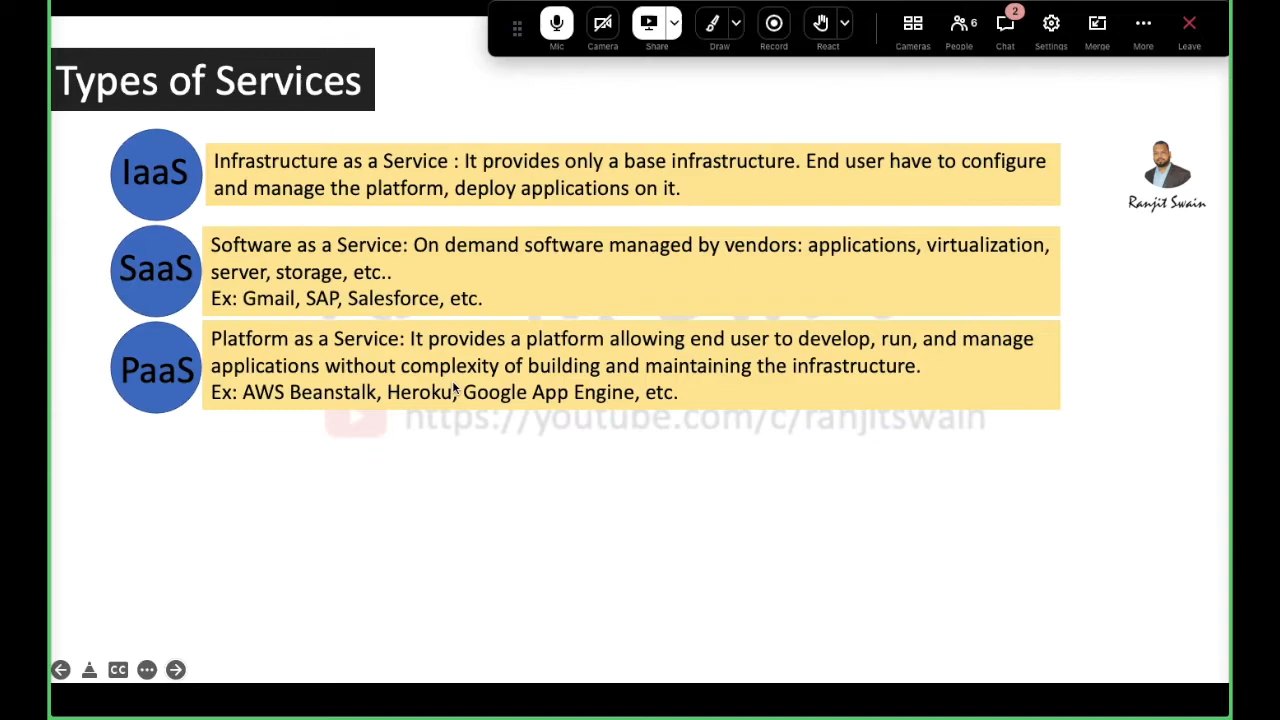 2
6
Mic
Camera
Share
Draw
Record
React
Cameras
People
Chat
Settings
Merge
More
Leave
Types of Services
IaaS
Infrastructure as a Service : It provides only a base infrastructure. End user have to configure
and manage the platform, deploy applications on it.
Ranjit Swain
SaaS
Software as a Service: On demand software managed by vendors: applications, virtualization,
server, storage, etc..
Ex: Gmail, SAP, Salesforce, etc.
PaaS
Platform as a Service: It provides a platform allowing end user to develop, run, and manage
applications without complexity of building and maintaining the infrastructure.
Ex: AWS Beanstalk, Heroku, Google App Engine, etc.
https://youtube.com/c/ranjitswain
CC